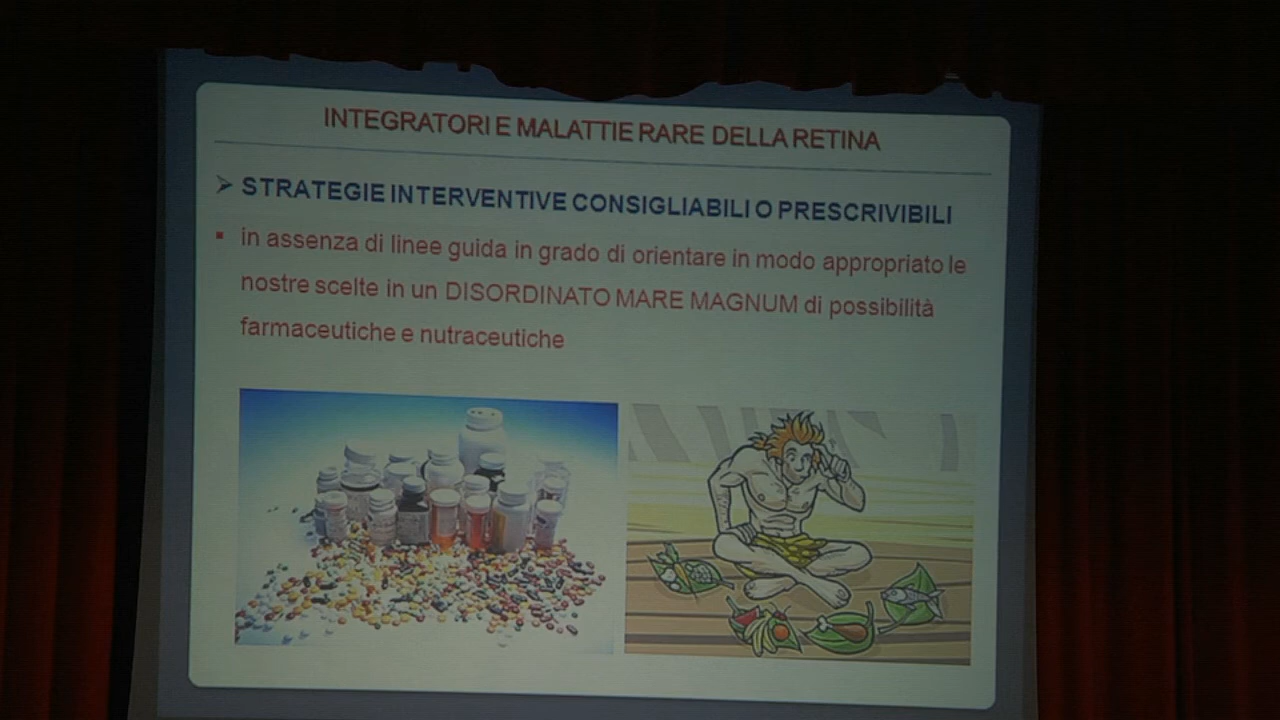 INTEGRATORI E MALATTIE RARE DELLA RETINA
STRATEGIE INTERVENTIVE CONSIGLIABILI O PRESCRIVIBILI
in assenza di linee guida in grado di orientare in modo appropriato le
nostre scelte in un DISORDINATO MARE MAGNUM di possibilità
farmaceutiche e nutraceutiche